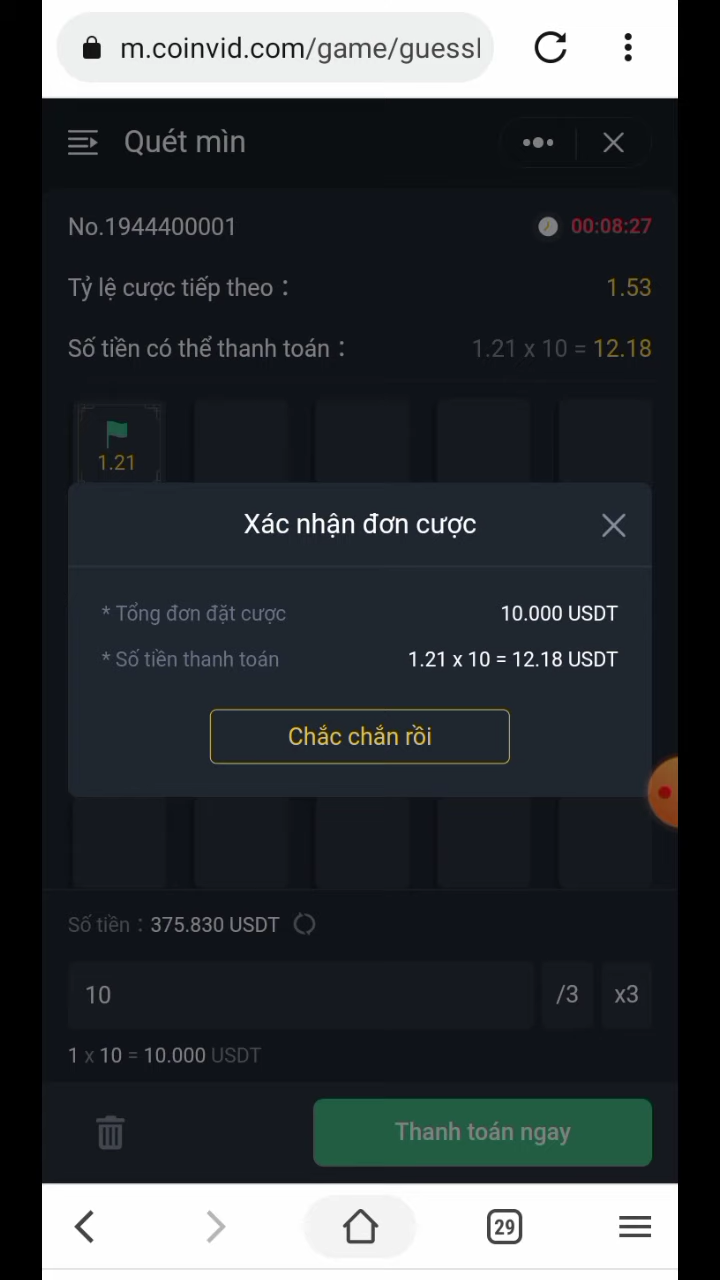 m.coinvid.com/game/guessl
Quét mìn
No.1944400001
00:08:27
Tỷ lệ cược tiếp theo：
1.53
Số tiền có thể thanh toán：
1.21 x 10 = 12.18
1.21
Xác nhận đơn cược
* Tổng đơn đặt cược
10.000 USDT
* Số tiền thanh toán
1.21 x 10 = 12.18 USDT
Chắc chắn rồi
Số tiền：375.830 USDT
10
/3
x3
1 x 10 = 10.000 USDT
Thanh toán ngay
29